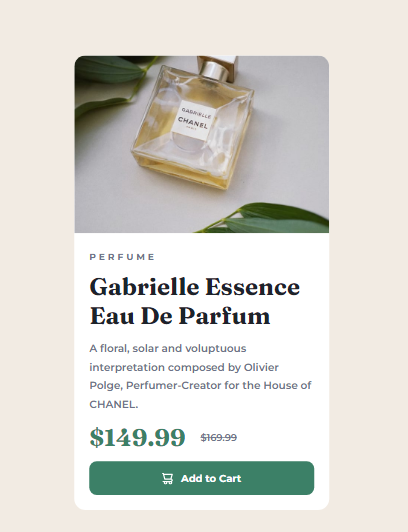 GABRIELLE
CHANEL
PERFUME
Gabrielle Essence
Eau De Parfum
A floral, solar and voluptuous
interpretation composed by Olivier
Polge, Perfumer-Creator for the House of
CHANEL.
$149.99 $169.99
Add to Cart